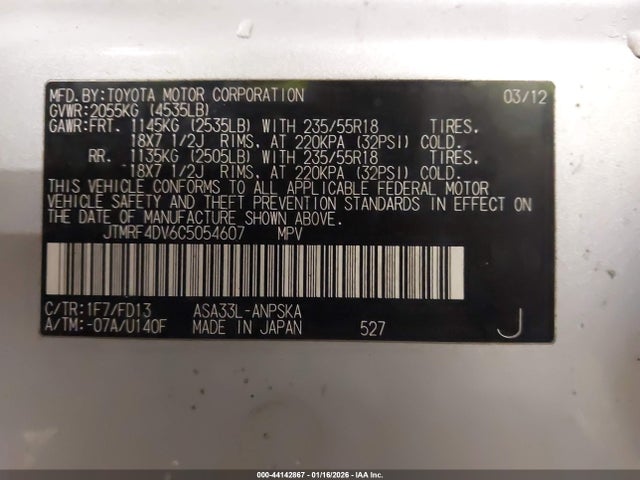 MFD.BY:TOYOTA MOTOR CORPORATION 03/12
GVWR:2055KG (4535LB)
GAWR:FRT. 1145KG (2535LB) WITH 235/55R18 TIRES.
18X7 1/2J RIMS, AT 220KPA (32PSI) COLD.
RR. 1135KG (2505LB) WITH 235/55R18 TIRES.
18X7 1/2J RIMS, AT 220KPA (32PSI) COLD.
THIS VEHICLE CONFORMS TO ALL APPLICABLE FEDERAL MOTOR
VEHICLE SAFETY, BUMPER, AND THEFT PREVENTION STANDARDS IN EFFECT ON
THE DATE OF MANUFACTURE SHOWN ABOVE.
JTMRF4DV6C5054607 MPV
C/TR:1F7/FD13 ASA33L-ANPSKA
A/TM:-07A/U140F MADE IN JAPAN 527 J
000-44142867 - 01/16/2026 - IAA Inc.